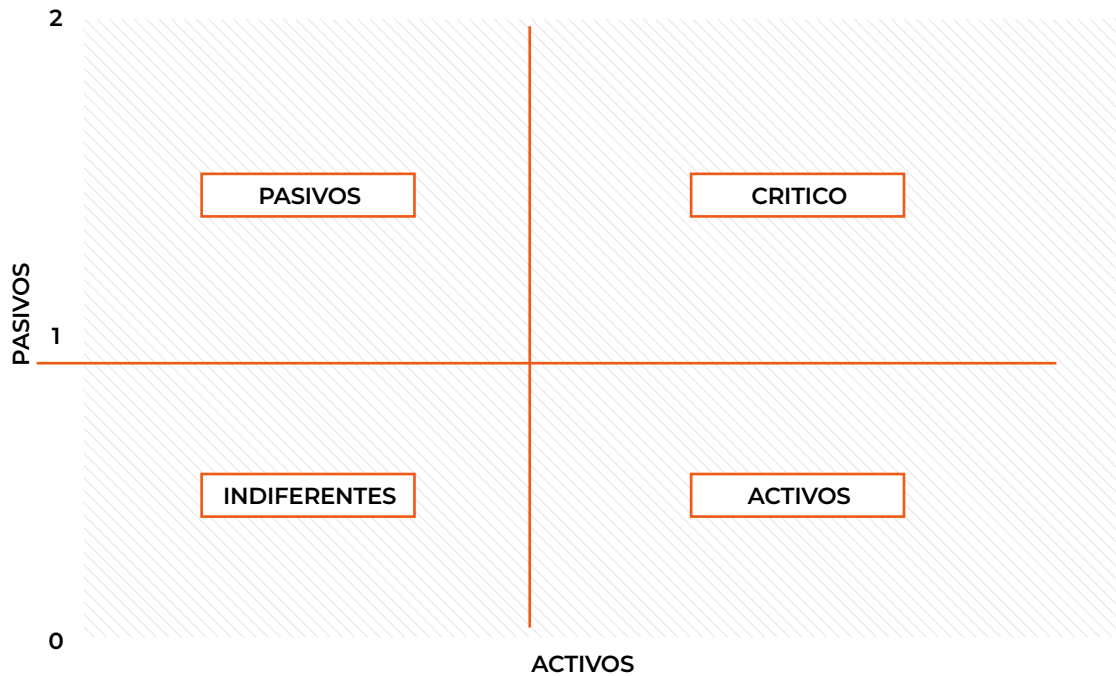 2
PASIVOS
CRITICO
PASIVOS
1
INDIFERENTES
ACTIVOS
0
ACTIVOS